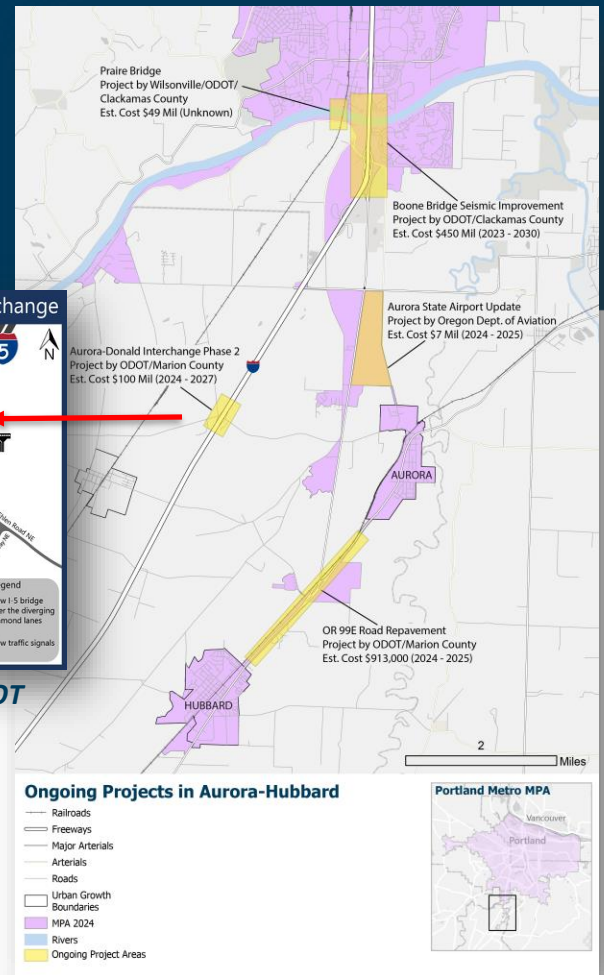 Praire Bridge
Project by Wilsonville/ODOT/
Clackamas County
Est. Cost $49 Mil (Unknown)
Boone Bridge Seismic Improvement
Project by ODOT/Clackamas County
Est. Cost $450 Mil (2023 - 2030)
Aurora State Airport Update
Project by Oregon Dept. of Aviation
Est. Cost $7 Mil (2024 - 2025)
Aurora-Donald Interchange Phase 2
Project by ODOT/Marion County
Est. Cost $100 Mil (2024 - 2027)
change
5
N
Ehlen Road NE
egend
w I-5 bridge
er the diverging
mond lanes
w traffic signals
OT
AURORA
OR 99E Road Repavement
Project by ODOT/Marion County
Est. Cost $913,000 (2024 - 2025)
HUBBARD
2
Miles
Ongoing Projects in Aurora-Hubbard
Railroads
Freeways
Major Arterials
Arterials
Roads
Urban Growth
Boundaries
MPA 2024
Rivers
Ongoing Project Areas
Portland Metro MPA
Vancouver
Portland